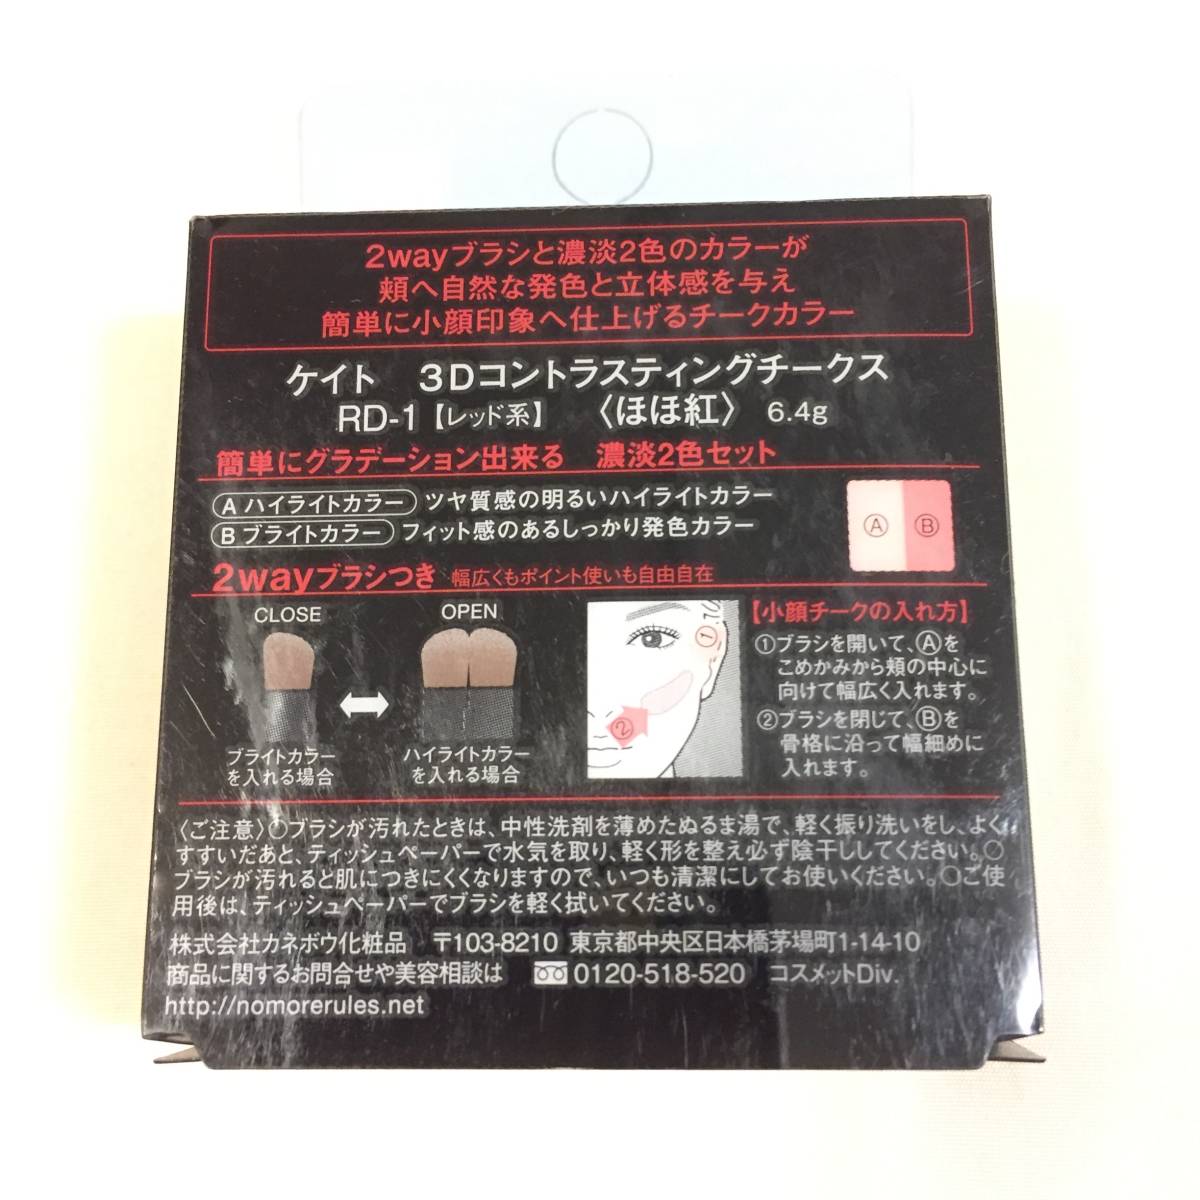 2wayブラシと濃淡2色のカラーが
頬へ自然な発色と立体感を与え
簡単に小顔印象へ仕上げるチークカラー
ケイト 3Dコントラスティングチークス
RD-1【レッド系】 〈ほほ紅〉 6.4g
簡単にグラデーション出来る 濃淡2色セット
A ハイライトカラー ツヤ質感の明るいハイライトカラー
B ブライトカラー フィット感のあるしっかり発色カラー
Ⓐ Ⓑ
2wayブラシつき 幅広くもポイント使いも自由自在
CLOSE
OPEN
ブライトカラー
を入れる場合
ハイライトカラー
を入れる場合
①
②
【小顔チークの入れ方】
①ブラシを開いて、Ⓐを
こめかみから頬の中心に
向けて幅広く入れます。
②ブラシを閉じて、Ⓑを
骨格に沿って幅細めに
入れます。
〈ご注意〉○ブラシが汚れたときは、中性洗剤を薄めたぬるま湯で、軽く振り洗いをし、よく
すすいだあと、ティッシュペーパーで水気を取り、軽く形を整え必ず陰干ししてください。○
ブラシが汚れると肌につきにくくなりますので、いつも清潔にしてお使いください。○ご使
用後は、ティッシュペーパーでブラシを軽く拭いてください。
株式会社カネボウ化粧品 〒103-8210 東京都中央区日本橋茅場町1-14-10
商品に関するお問合せや美容相談は 0120-518-520 コスメットDiv.
http://nomorerules.net